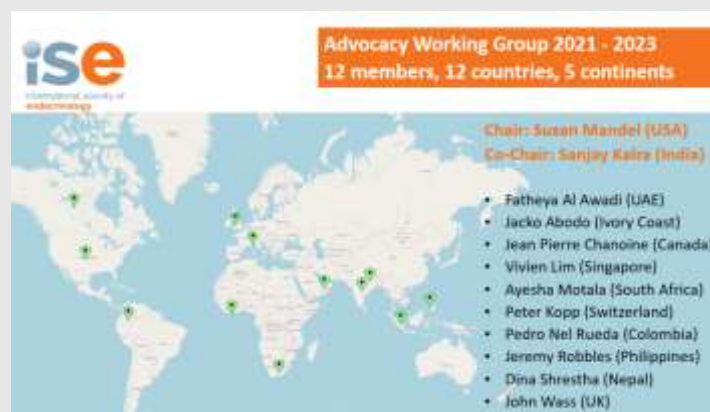 ise
international society of
endocrinology
Advocacy Working Group 2021 - 2023
12 members, 12 countries, 5 continents
Chair: Susan Mandel (USA)
Co-Chair: Sanjay Kalra (India)
• Fatheya Al Awadi (UAE)
• Jacko Abodo (Ivory Coast)
• Jean Pierre Chanoine (Canada)
• Vivien Lim (Singapore)
• Ayesha Motala (South Africa)
• Peter Kopp (Switzerland)
• Pedro Nel Rueda (Colombia)
• Jeremy Robbles (Philippines)
• Dina Shrestha (Nepal)
• John Wass (UK)